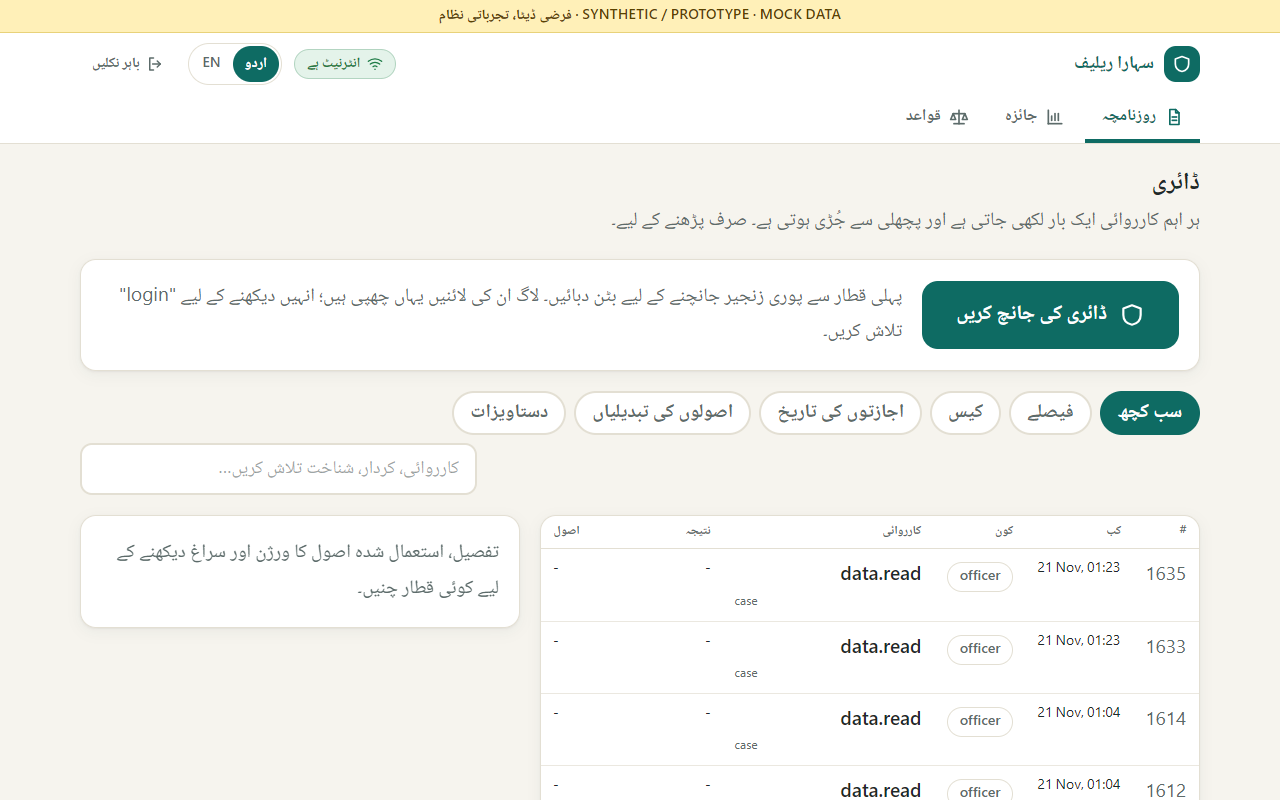 فرضی ڈیٹا، تجرباتی نظام · SYNTHETIC / PROTOTYPE · MOCK DATA
سہارا ریلیف
انٹرنیٹ ہے
اردو
EN
باہر نکلیں
روزنامچہ
جائزہ
قواعد
ڈائری
ہر اہم کارروائی ایک بار لکھی جاتی ہے اور پچھلی سے جُڑی ہوتی ہے۔ صرف پڑھنے کے لیے۔
ڈائری کی جانچ کریں
پہلی قطار سے پوری زنجیر جانچنے کے لیے بٹن دبائیں۔ لاگ ان کی لائنیں یہاں چھپی ہیں؛ انہیں دیکھنے کے لیے "login"
تلاش کریں۔
سب کچھ
فیصلے
کیس
اجازتوں کی تاریخ
اصولوں کی تبدیلیاں
دستاویزات
کارروائی، کردار، شناخت تلاش کریں...
# کب کون کارروائی نتیجہ اصول
1635 21 Nov, 01:23 officer data.read - -
case
1633 21 Nov, 01:23 officer data.read - -
case
1614 21 Nov, 01:04 officer data.read - -
case
1612 21 Nov, 01:04 officer data.read - -
تفصیل، استعمال شدہ اصول کا ورژن اور سراغ دیکھنے کے
لیے کوئی قطار چنیں۔